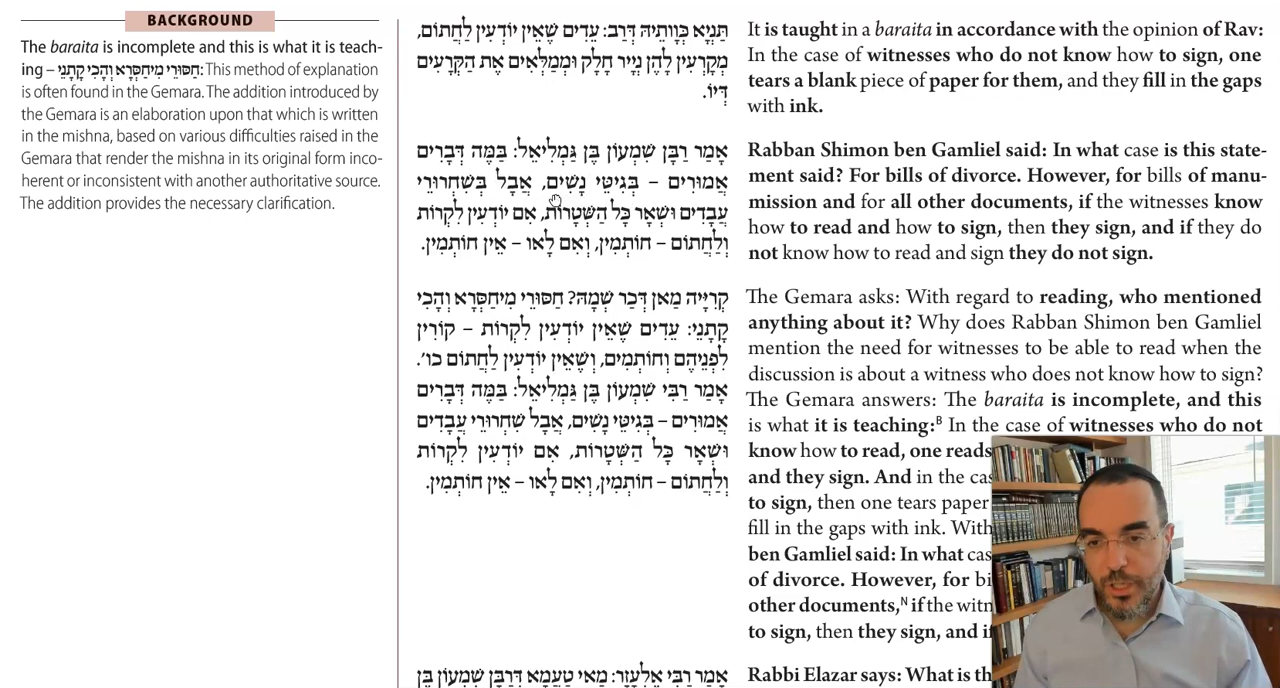 BACKGROUND
The baraita is incomplete and this is what it is teach-
ing – חַסּוּרֵי מִיחַסְּרָא וְהָכִי קָתָנֵי: This method of explanation
is often found in the Gemara. The addition introduced by
the Gemara is an elaboration upon that which is written
in the mishna, based on various difficulties raised in the
Gemara that render the mishna in its original form inco-
herent or inconsistent with another authoritative source.
The addition provides the necessary clarification.
תַּנְיָא כְּוָותֵיהּ דְּרַב: עֵדִים שֶׁאֵין יוֹדְעִין לַחְתּוֹם,
מְקָרְעִין לָהֶן נְיָיר חָלָק וּמְמַלְּאִים אֶת הַקְּרָעִים
דְּיוֹ.
אָמַר רַבָּן שִׁמְעוֹן בֶּן גַּמְלִיאֵל: בַּמֶּה דְּבָרִים
אֲמוּרִים – בְּגִיטֵּי נָשִׁים, אֲבָל בְּשִׁחְרוּרֵי
עֲבָדִים וּשְׁאָר כׇּל הַשְּׁטָרוֹת, אִם יוֹדְעִין לִקְרוֹת
וְלַחְתּוֹם – חוֹתְמִין, וְאִם לָאו – אֵין חוֹתְמִין.
קְרִיָּיה מַאן דְּכַר שְׁמָהּ? חַסּוּרֵי מִיחַסְּרָא וְהָכִי
קָתָנֵי: עֵדִים שֶׁאֵין יוֹדְעִין לִקְרוֹת – קוֹרִין
לִפְנֵיהֶם וְחוֹתְמִים, וְשֶׁאֵין יוֹדְעִין לַחְתּוֹם כּוּ׳.
אָמַר רַבִּי שִׁמְעוֹן בֶּן גַּמְלִיאֵל: בַּמֶּה דְּבָרִים
אֲמוּרִים – בְּגִיטֵּי נָשִׁים, אֲבָל שִׁחְרוּרֵי עֲבָדִים
וּשְׁאָר כׇּל הַשְּׁטָרוֹת, אִם יוֹדְעִין לִקְרוֹת
וְלַחְתּוֹם – חוֹתְמִין, וְאִם לָאו – אֵין חוֹתְמִין.
אָמַר רַבִּי אֶלְעָזָר: מַאי טַעְמָא דְּרַבָּן שִׁמְעוֹן בֶּן
It is taught in a baraita in accordance with the opinion of Rav:
In the case of witnesses who do not know how to sign, one
tears a blank piece of paper for them, and they fill in the gaps
with ink.
Rabban Shimon ben Gamliel said: In what case is this state-
ment said? For bills of divorce. However, for bills of manu-
mission and for all other documents, if the witnesses know
how to read and how to sign, then they sign, and if they do
not know how to read and sign they do not sign.
The Gemara asks: With regard to reading, who mentioned
anything about it? Why does Rabban Shimon ben Gamliel
mention the need for witnesses to be able to read when the
discussion is about a witness who does not know how to sign?
The Gemara answers: The baraita is incomplete, and this
is what it is teaching:ᴮ In the case of witnesses who do not
know how to read, one reads
and they sign. And in the cas
to sign, then one tears paper
fill in the gaps with ink. With
ben Gamliel said: In what cas
of divorce. However, for bi
other documents,ᴺ if the witn
to sign, then they sign, and if
Rabbi Elazar says: What is th